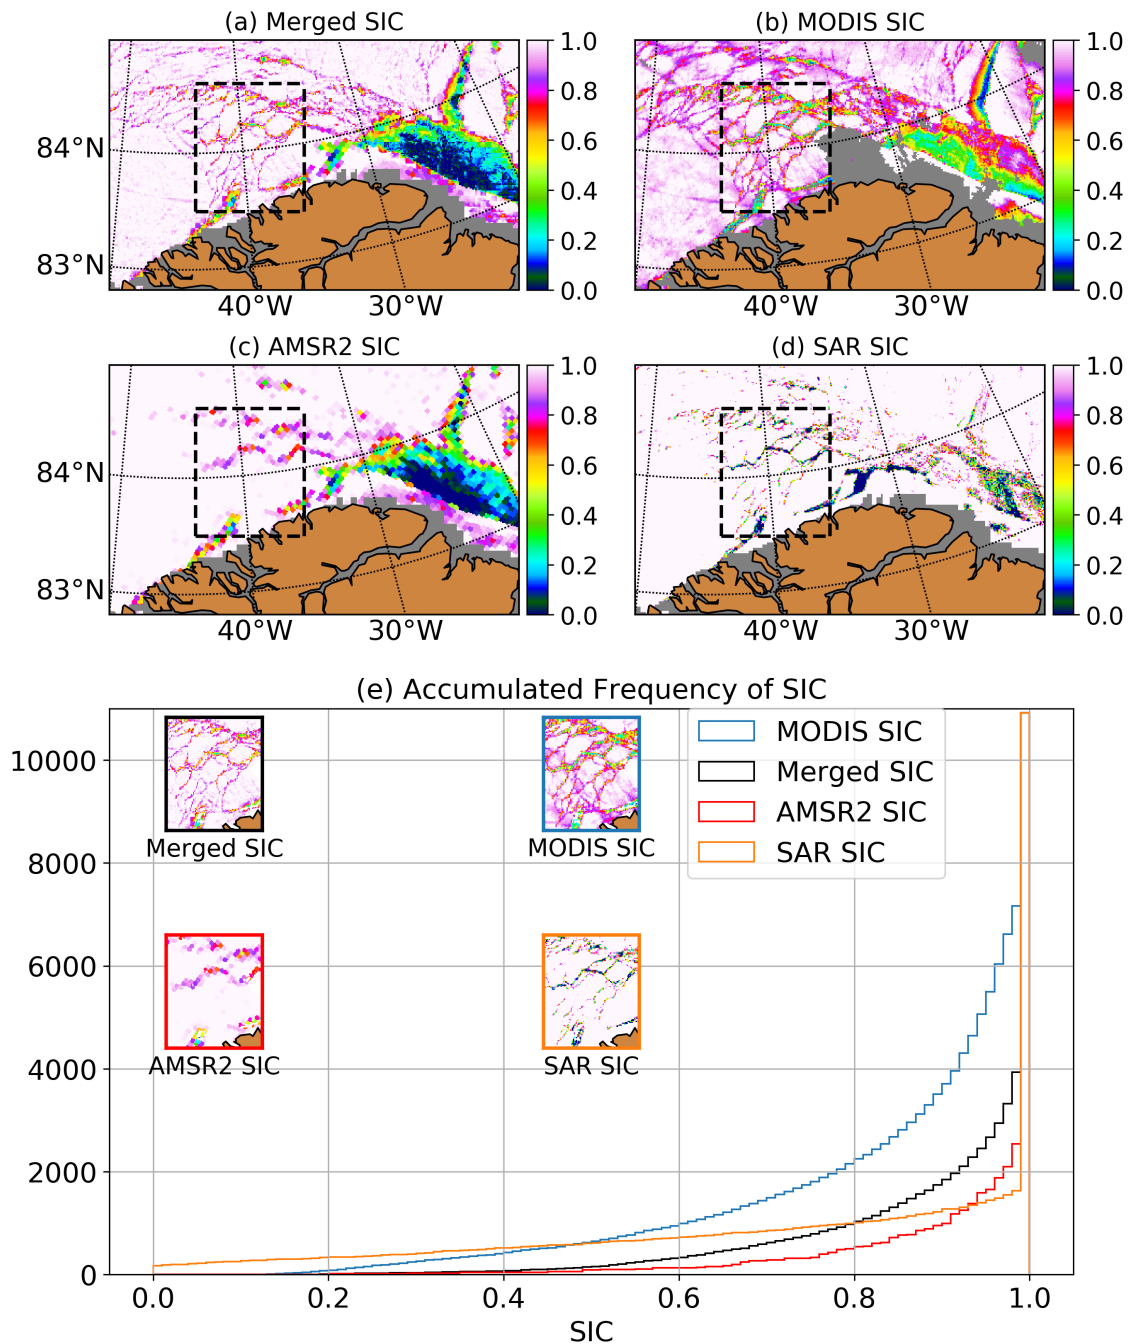 (a) Merged SIC
(b) MODIS SIC
84°N
83°N
40°W 30°W
1.0
0.8
0.6
0.4
0.2
0.0
40°W 30°W
1.0
0.8
0.6
0.4
0.2
0.0
(c) AMSR2 SIC
(d) SAR SIC
84°N
83°N
40°W 30°W
1.0
0.8
0.6
0.4
0.2
0.0
40°W 30°W
1.0
0.8
0.6
0.4
0.2
0.0
(e) Accumulated Frequency of SIC
10000
8000
6000
4000
2000
0
Merged SIC
MODIS SIC
AMSR2 SIC
SAR SIC
MODIS SIC
Merged SIC
AMSR2 SIC
SAR SIC
0.0 0.2 0.4 0.6 0.8 1.0
SIC